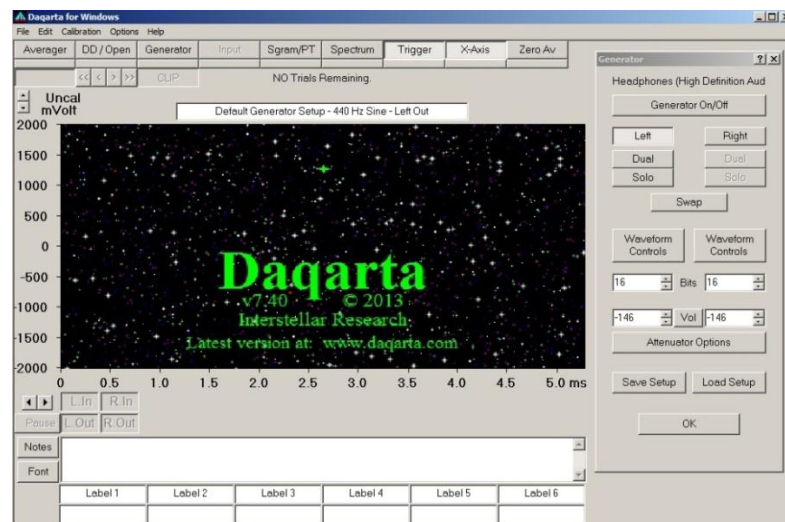 Daqarta for Windows
File Edit Calibration Options Help
Averager DD / Open Generator Input Sgram/PT Spectrum Trigger X-Axis Zero Av
<< < > >> CLIP NO Trials Remaining.
Uncal
mVolt
Default Generator Setup - 440 Hz Sine - Left Out
2000
1500
1000
500
0
-500
-1000
-1500
-2000
Daqarta
v7.40 © 2013
Interstellar Research
Latest version at: www.daqarta.com
0 0.5 1.0 1.5 2.0 2.5 3.0 3.5 4.0 4.5 5.0 ms
L.In R.In
Pause L.Out R.Out
Notes
Font
Label 1 Label 2 Label 3 Label 4 Label 5 Label 6
Generator
Headphones (High Definition Aud
Generator On/Off
Left Right
Dual Dual
Solo Solo
Swap
Waveform Waveform
Controls Controls
16 Bits 16
-146 Vol -146
Attenuator Options
Save Setup Load Setup
OK